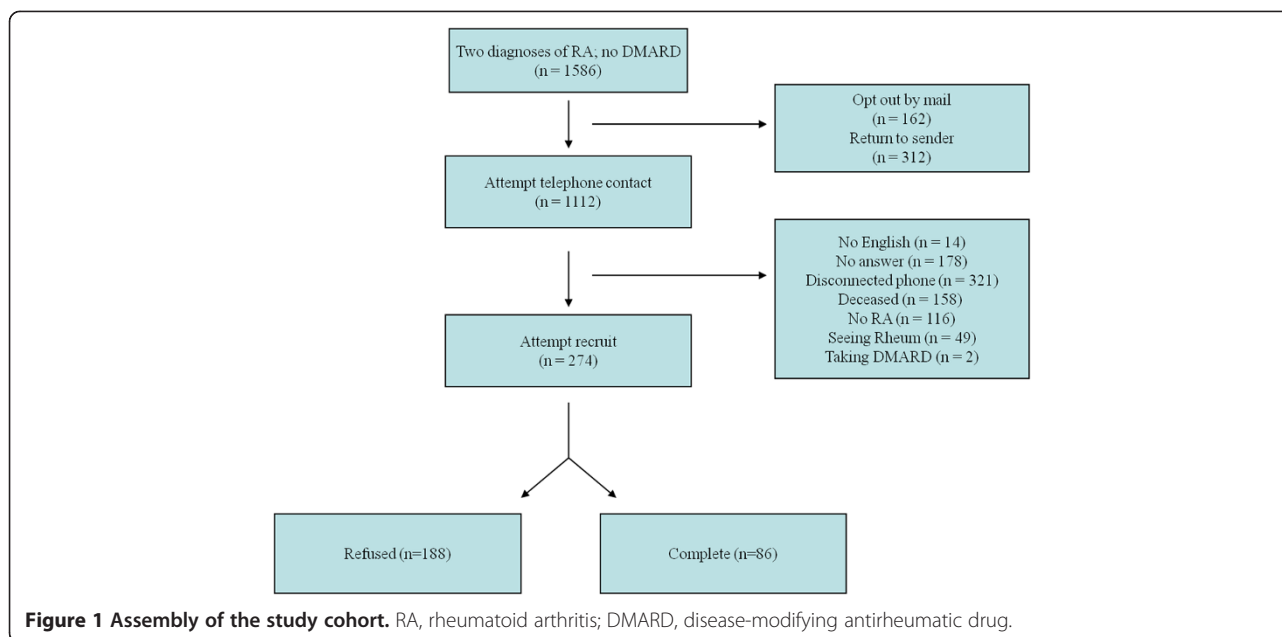 Two diagnoses of RA; no DMARD
(n = 1586)
Opt out by mail
(n = 162)
Return to sender
(n = 312)
Attempt telephone contact
(n = 1112)
No English (n = 14)
No answer (n = 178)
Disconnected phone (n = 321)
Deceased (n = 158)
No RA (n = 116)
Seeing Rheum (n = 49)
Taking DMARD (n = 2)
Attempt recruit
(n = 274)
Refused (n=188)
Complete (n=86)
Figure 1 Assembly of the study cohort. RA, rheumatoid arthritis; DMARD, disease-modifying antirheumatic drug.